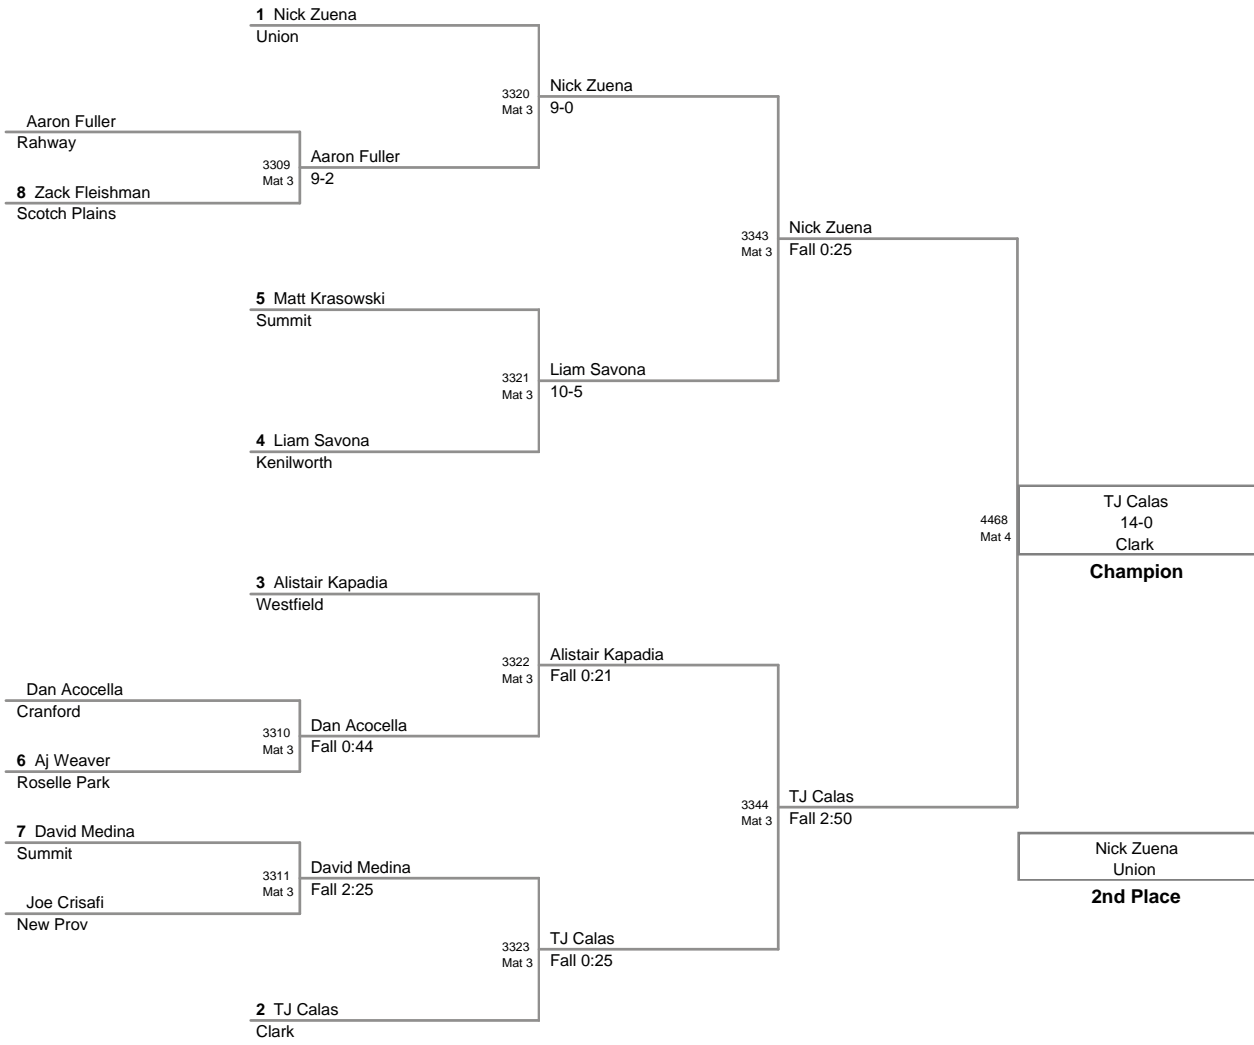 1 Nick Zuena
Union
3320
Mat 3
Nick Zuena
9-0
Aaron Fuller
Rahway
3309
Mat 3
Aaron Fuller
9-2
8 Zack Fleishman
Scotch Plains
3343
Mat 3
Nick Zuena
Fall 0:25
5 Matt Krasowski
Summit
3321
Mat 3
Liam Savona
10-5
4 Liam Savona
Kenilworth
4468
Mat 4
TJ Calas
14-0
Clark
Champion
3 Alistair Kapadia
Westfield
3322
Mat 3
Alistair Kapadia
Fall 0:21
Dan Acocella
Cranford
3310
Mat 3
Dan Acocella
Fall 0:44
6 Aj Weaver
Roselle Park
3344
Mat 3
TJ Calas
Fall 2:50
7 David Medina
Summit
3311
Mat 3
David Medina
Fall 2:25
Joe Crisafi
New Prov
3323
Mat 3
TJ Calas
Fall 0:25
2 TJ Calas
Clark
Nick Zuena
Union
2nd Place